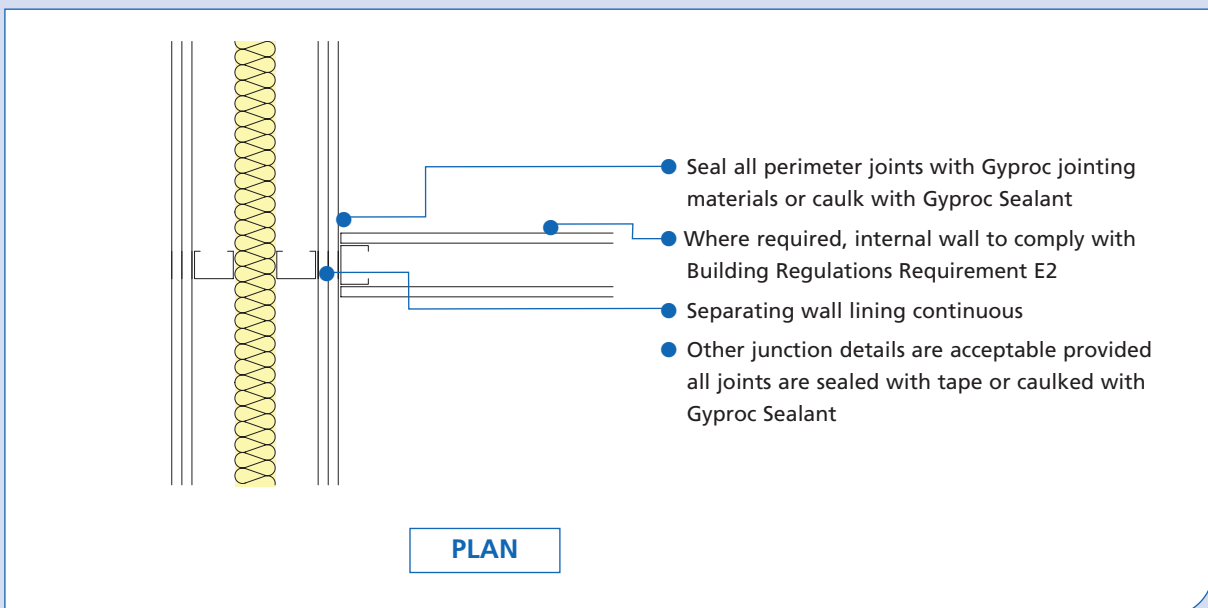 Seal all perimeter joints with Gyproc jointing
materials or caulk with Gyproc Sealant
Where required, internal wall to comply with
Building Regulations Requirement E2
Separating wall lining continuous
Other junction details are acceptable provided
all joints are sealed with tape or caulked with
Gyproc Sealant
PLAN